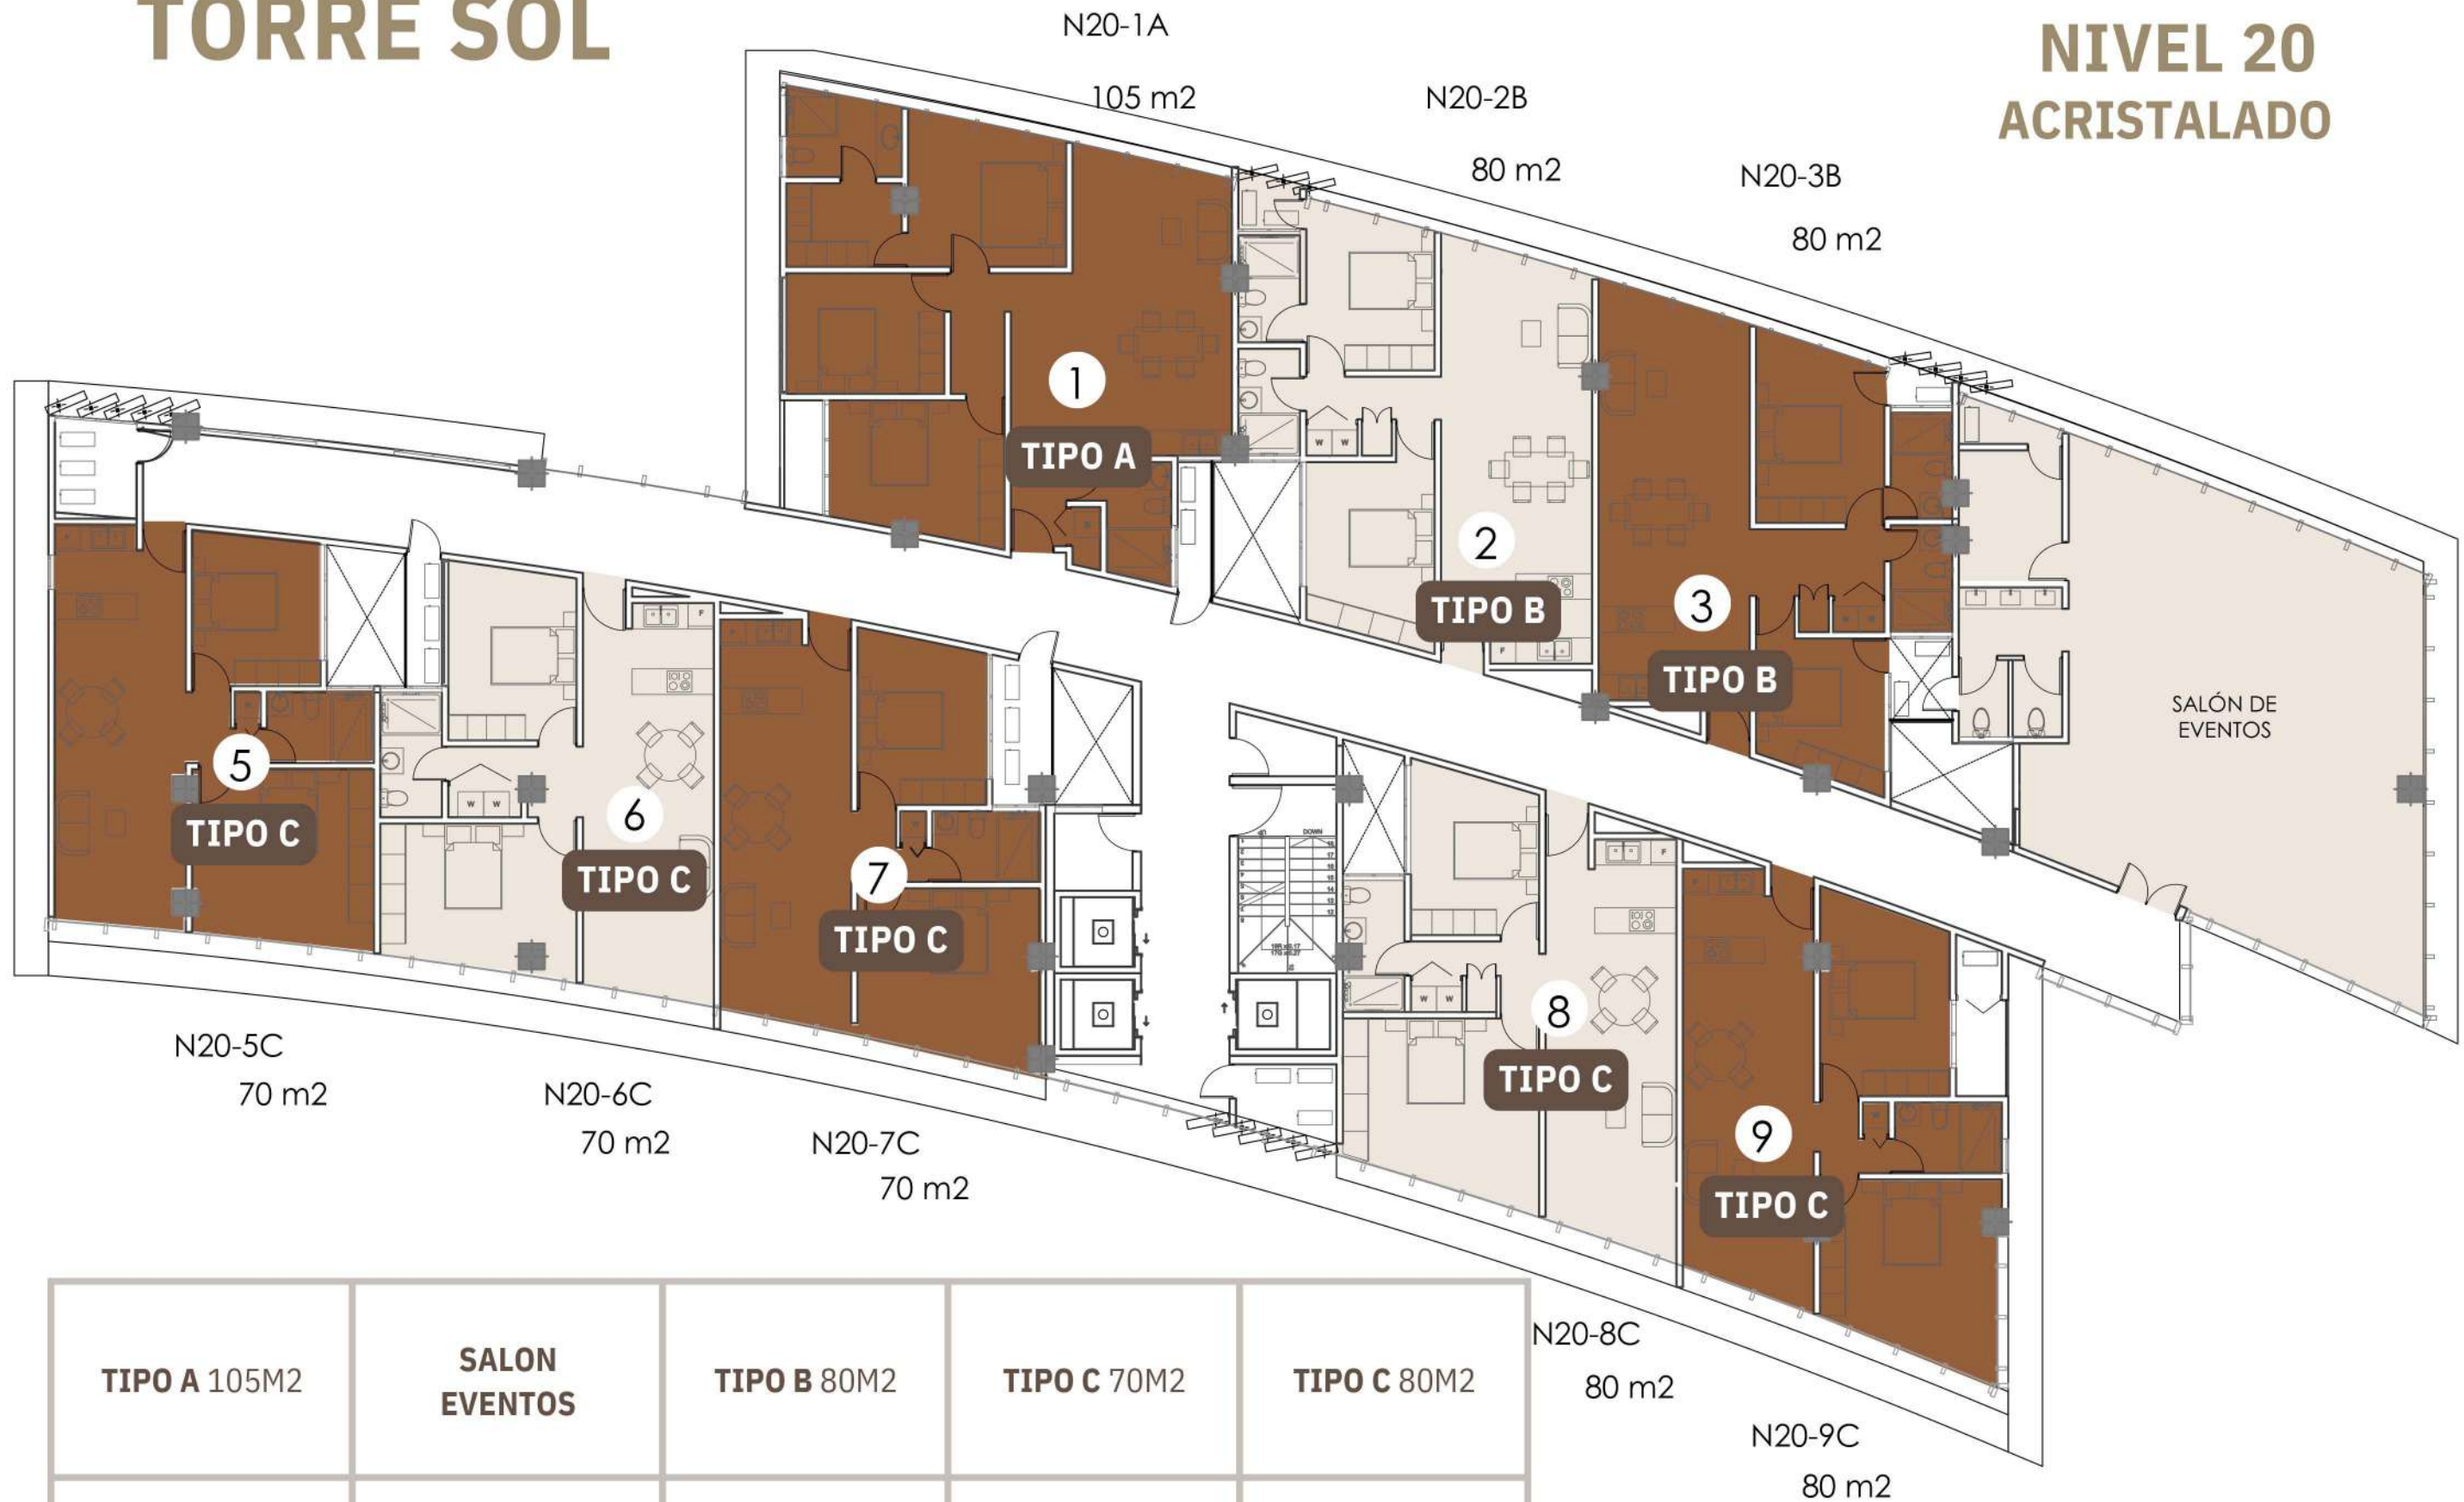 TORRE SOL
NIVEL 20
ACRISTALADO
N20-1A
105 m2
N20-2B
80 m2
N20-3B
80 m2
1
TIPO A
2
TIPO B
3
TIPO B
SALÓN DE
EVENTOS
5
TIPO C
6
TIPO C
7
TIPO C
8
TIPO C
9
TIPO C
W W
W W
W W
F
F
F
DOWN
N20-5C
70 m2
N20-6C
70 m2
N20-7C
70 m2
N20-8C
80 m2
N20-9C
80 m2
TIPO A 105M2
SALON
EVENTOS
TIPO B 80M2
TIPO C 70M2
TIPO C 80M2